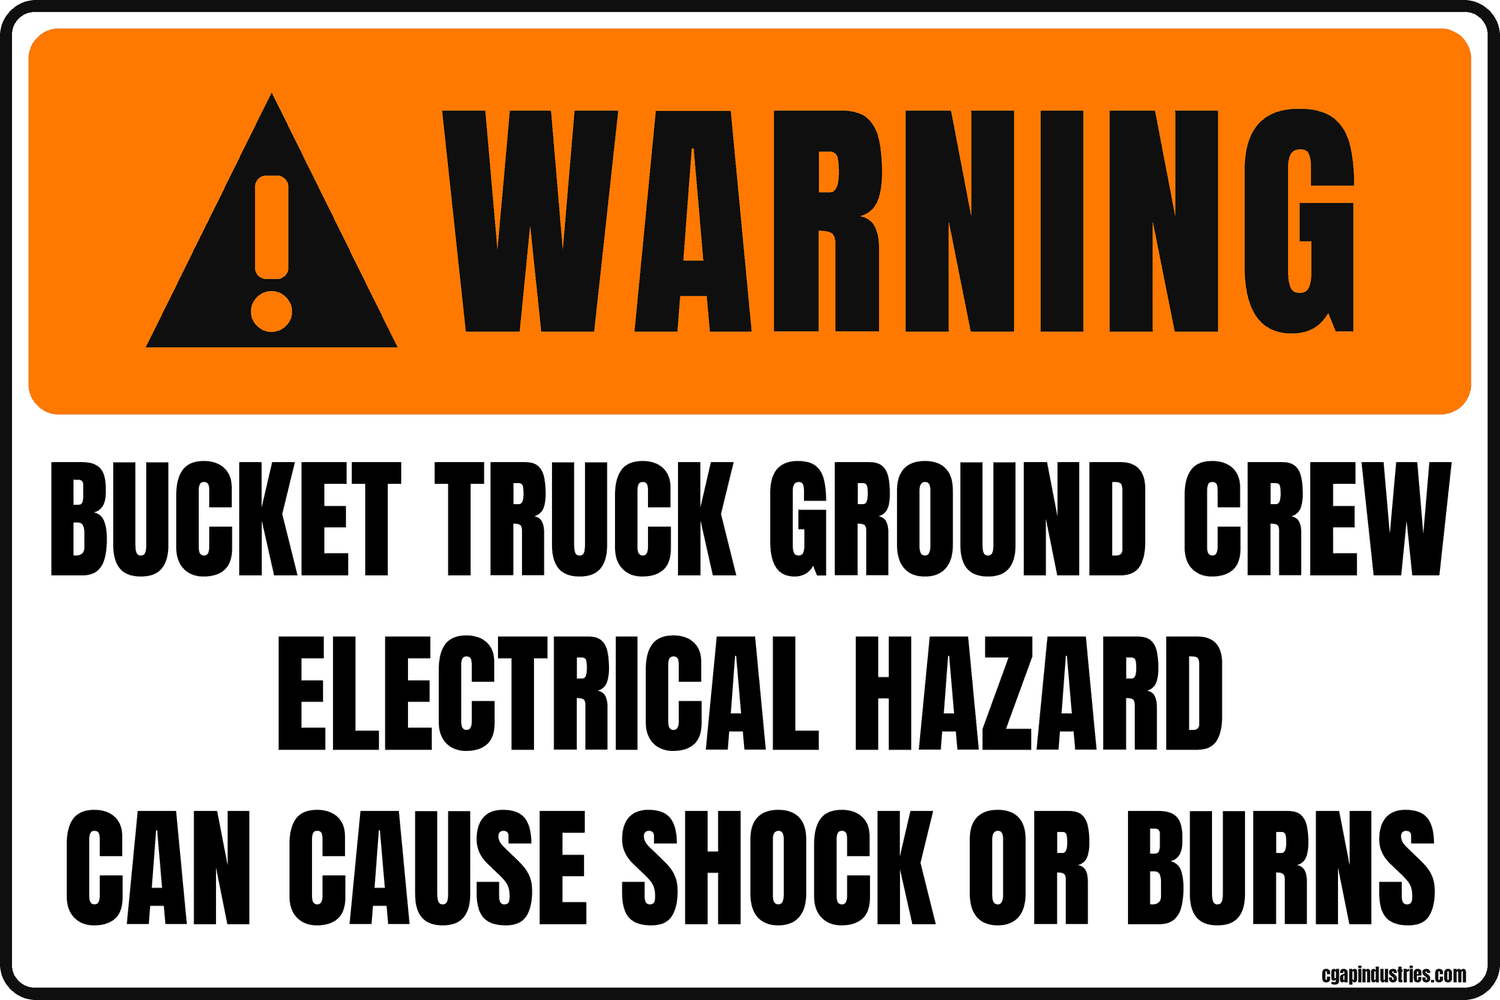 WARNING
BUCKET TRUCK GROUND CREW
ELECTRICAL HAZARD
CAN CAUSE SHOCK OR BURNS
cgapindustries.com